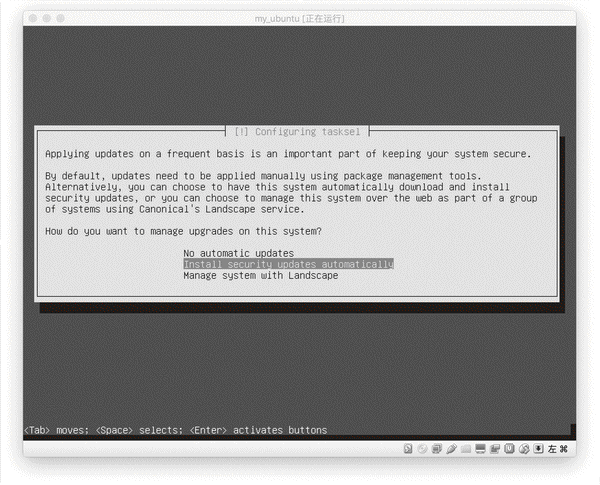 my_ubuntu [正在运行]
[!] Configuring tasksel
Applying updates on a frequent basis is an important part of keeping your system secure.
By default, updates need to be applied manually using package management tools.
Alternatively, you can choose to have this system automatically download and install
security updates, or you can choose to manage this system over the web as part of a group
of systems using Canonical's Landscape service.
How do you want to manage upgrades on this system?
No automatic updates
Install security updates automatically
Manage system with Landscape
<Tab> moves; <Space> selects; <Enter> activates buttons
左 ⌘